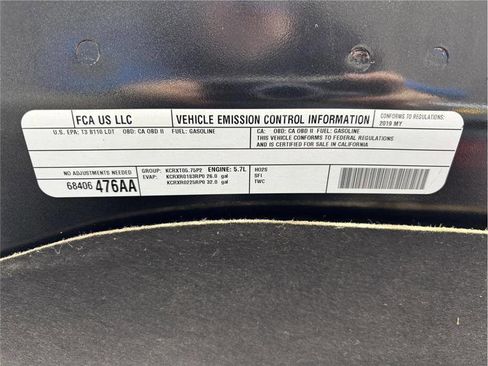 FCA US LLC
VEHICLE EMISSION CONTROL INFORMATION
CONFORMS TO REGULATIONS:
2019 MY
U.S. EPA: T3 B110 LDT OBD: CA OBD II FUEL: GASOLINE
CA: OBD: CA OBD II FUEL: GASOLINE
THIS VEHICLE CONFORMS TO FEDERAL REGULATIONS
AND IS CERTIFIED FOR SALE IN CALIFORNIA
NO ADJUSTMENTS NEEDED
68406 476AA
GROUP: KCRXT05.75P2 ENGINE: 5.7L
EVAP: KCRXR0183RP0 26.0 gal
KCRXR0225RP0 32.0 gal
HO2S
SFI
TWC